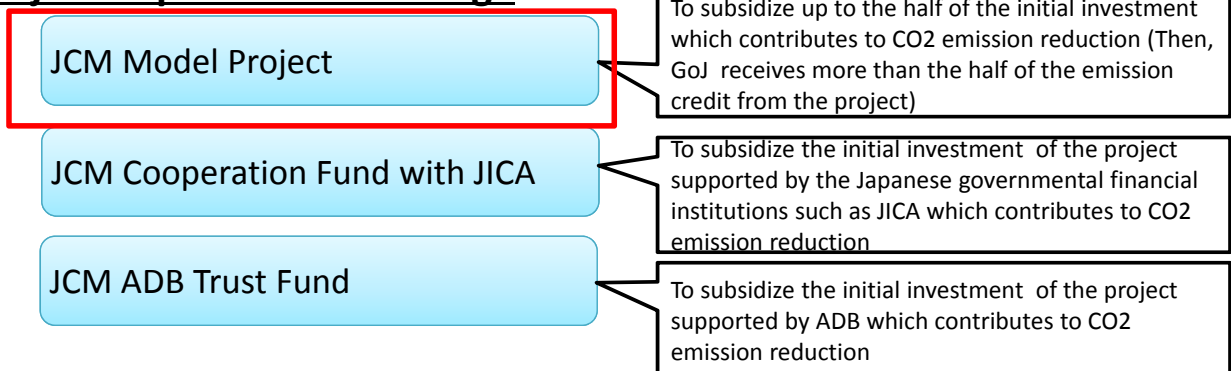 JCM Model Project
To subsidize up to the half of the initial investment
which contributes to CO2 emission reduction (Then,
GoJ  receives more than the half of the emission
credit from the project)
JCM Cooperation Fund with JICA
To subsidize the initial investment  of the project
supported by the Japanese governmental financial
institutions such as JICA which contributes to CO2
emission reduction
JCM ADB Trust Fund
To subsidize the initial investment  of the project
supported by ADB which contributes to CO2
emission reduction